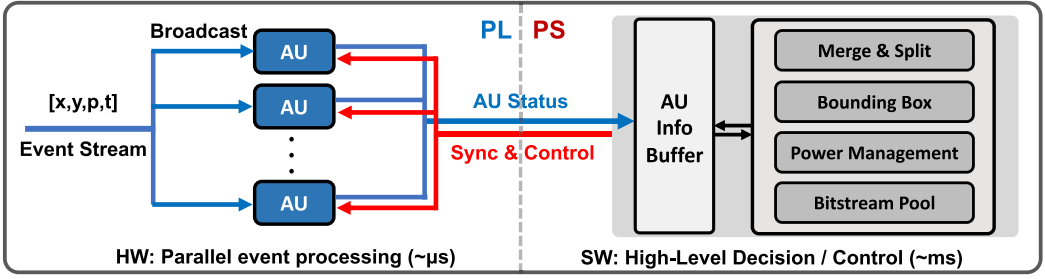 Broadcast
[x,y,p,t]
Event Stream
AU
AU
AU
PL
PS
AU Status
Sync & Control
AU
Info
Buffer
Merge & Split
Bounding Box
Power Management
Bitstream Pool
HW: Parallel event processing (~μs)
SW: High-Level Decision / Control (~ms)